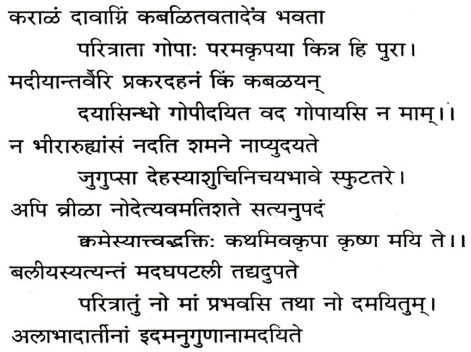 कराळं दावाग्निं कबळितवतादेव भवता
परित्राता गोपाः परमकृपया किन्न हि पुरा।
मदीयान्तर्वैरि प्रकरदहनं किं कबळयन्
दयासिन्धो गोपीदयित वद गोपायसि न माम्।।
न भीरारुह्यांसं नदति शमने नाप्युदयते
जुगुप्सा देहस्याशुचिनिचयभावे स्फुटतरे।
अपि व्रीळा नोदेत्यवमतिशते सत्यनुपदं
क्वमेस्यात्त्वद्भक्तिः कथमिवकृपा कृष्ण मयि ते।।
बलीयस्यत्यन्तं मदघपटली तद्यदुपते
परित्रातुं नो मां प्रभवसि तथा नो दमयितुम्।
अलाभादार्तीनां इदमनुगुणानामदयिते